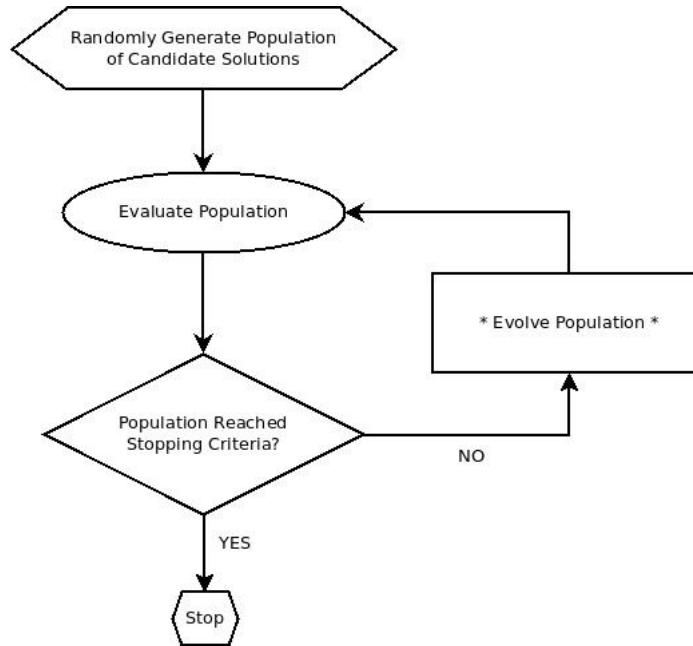 Randomly Generate Population
of Candidate Solutions
Evaluate Population
* Evolve Population *
Population Reached
Stopping Criteria?
NO
YES
Stop